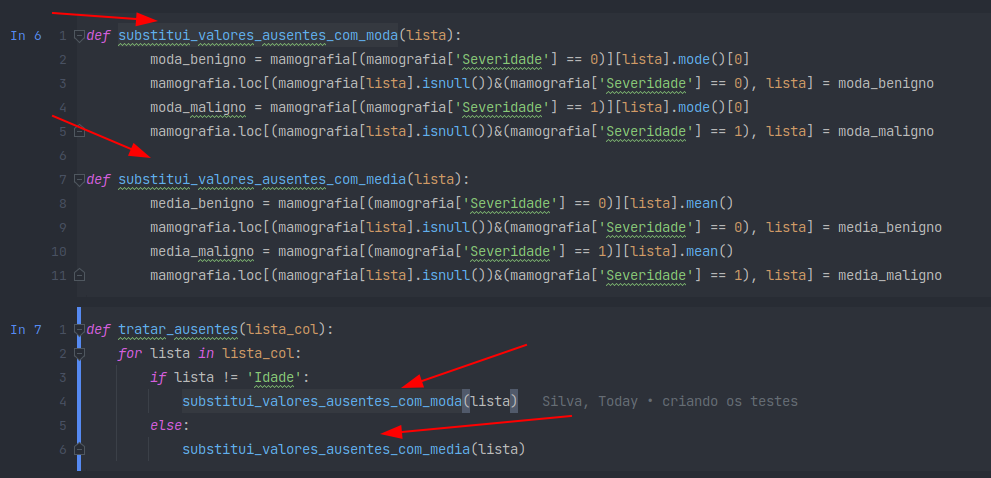 In 6 1 def substitui_valores_ausentes_com_moda(lista):
2 moda_benigno = mamografia[(mamografia['Severidade'] == 0)][lista].mode()[0]
3 mamografia.loc[(mamografia[lista].isnull())&(mamografia['Severidade'] == 0), lista] = moda_benigno
4 moda_maligno = mamografia[(mamografia['Severidade'] == 1)][lista].mode()[0]
5 mamografia.loc[(mamografia[lista].isnull())&(mamografia['Severidade'] == 1), lista] = moda_maligno
6
7 def substitui_valores_ausentes_com_media(lista):
8 media_benigno = mamografia[(mamografia['Severidade'] == 0)][lista].mean()
9 mamografia.loc[(mamografia[lista].isnull())&(mamografia['Severidade'] == 0), lista] = media_benigno
10 media_maligno = mamografia[(mamografia['Severidade'] == 1)][lista].mean()
11 mamografia.loc[(mamografia[lista].isnull())&(mamografia['Severidade'] == 1), lista] = media_maligno
In 7 1 def tratar_ausentes(lista_col):
2 for lista in lista_col:
3 if lista != 'Idade':
4 substitui_valores_ausentes_com_moda(lista) Silva, Today • criando os testes
5 else:
6 substitui_valores_ausentes_com_media(lista)